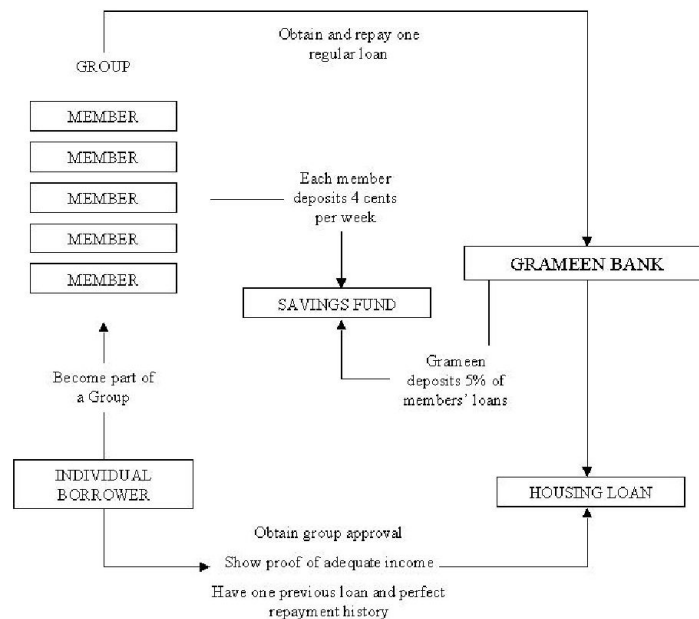 Obtain and repay one
regular loan
GROUP
MEMBER
MEMBER
MEMBER
MEMBER
MEMBER
Each member
deposits 4 cents
per week
GRAMEEN BANK
SAVINGS FUND
Grameen
deposits 5% of
members' loans
Become part of
a Group
INDIVIDUAL
BORROWER
HOUSING LOAN
Obtain group approval
Show proof of adequate income
Have one previous loan and perfect
repayment history